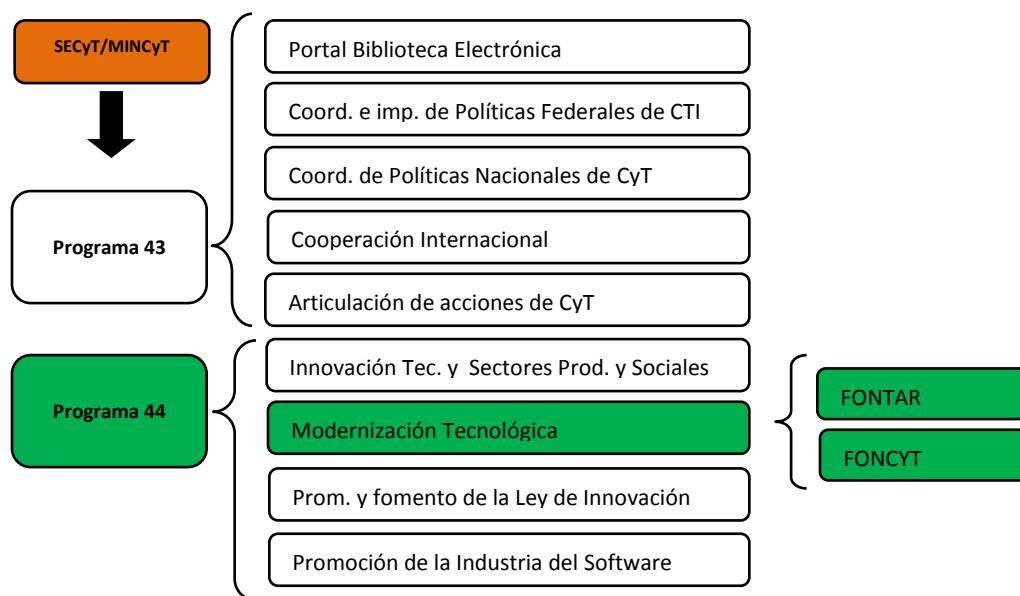 SECyT/MINCyT
Portal Biblioteca Electrónica
Coord. e imp. de Políticas Federales de CTI
Coord. de Políticas Nacionales de CyT
Programa 43
Cooperación Internacional
Articulación de acciones de CyT
Programa 44
Innovación Tec. y Sectores Prod. y Sociales
Modernización Tecnológica
Prom. y fomento de la Ley de Innovación
Promoción de la Industria del Software
FONTAR
FONCYT